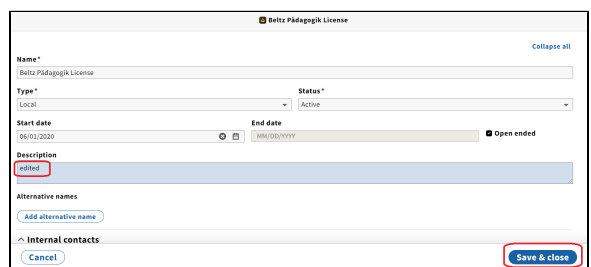 Beltz Pädagogik License
Collapse all
Name*
Beltz Pädagogik License
Type* Status*
Local Active
Start date End date
06/01/2020 MM/DD/YYYY Open ended
Description
edited
Alternative names
Add alternative name
Internal contacts
Cancel Save & close